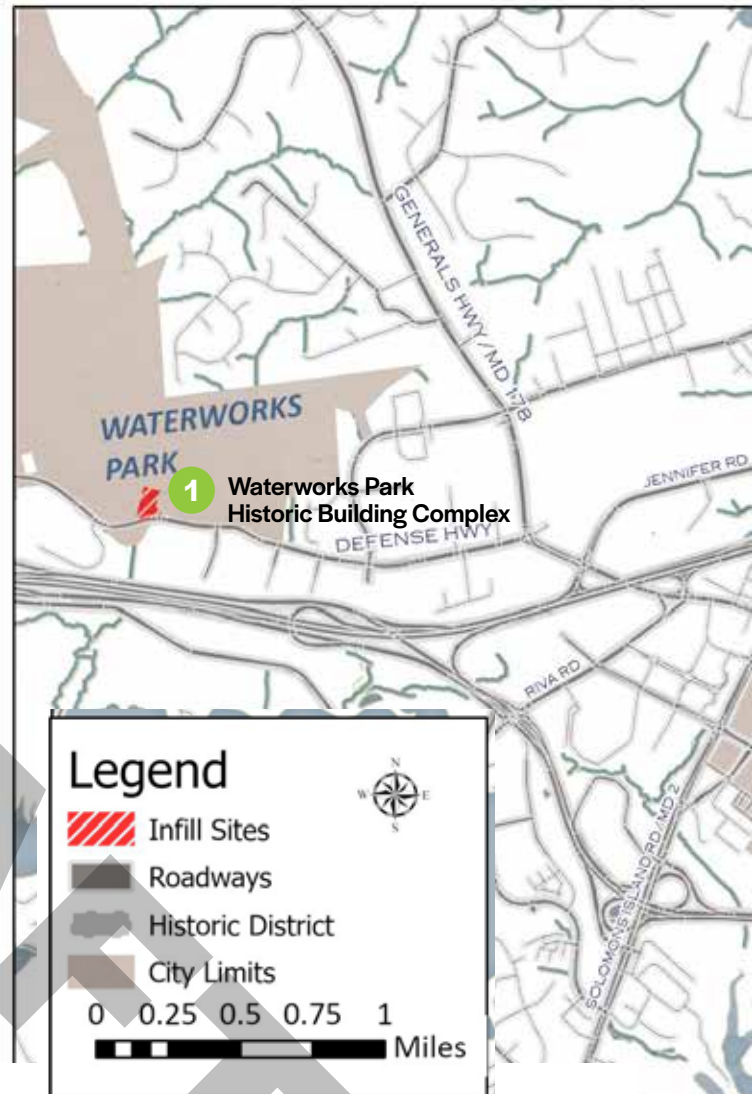 GENERALS HWY/MD 178
WATERWORKS
PARK
1
Waterworks Park
Historic Building Complex
JENNIFER RD
DEFENSE HWY
RIVA RD
SOLOMONS ISLAND RD/MD 2
Legend
N
W E
S
Infill Sites
Roadways
Historic District
City Limits
0 0.25 0.5 0.75 1
Miles